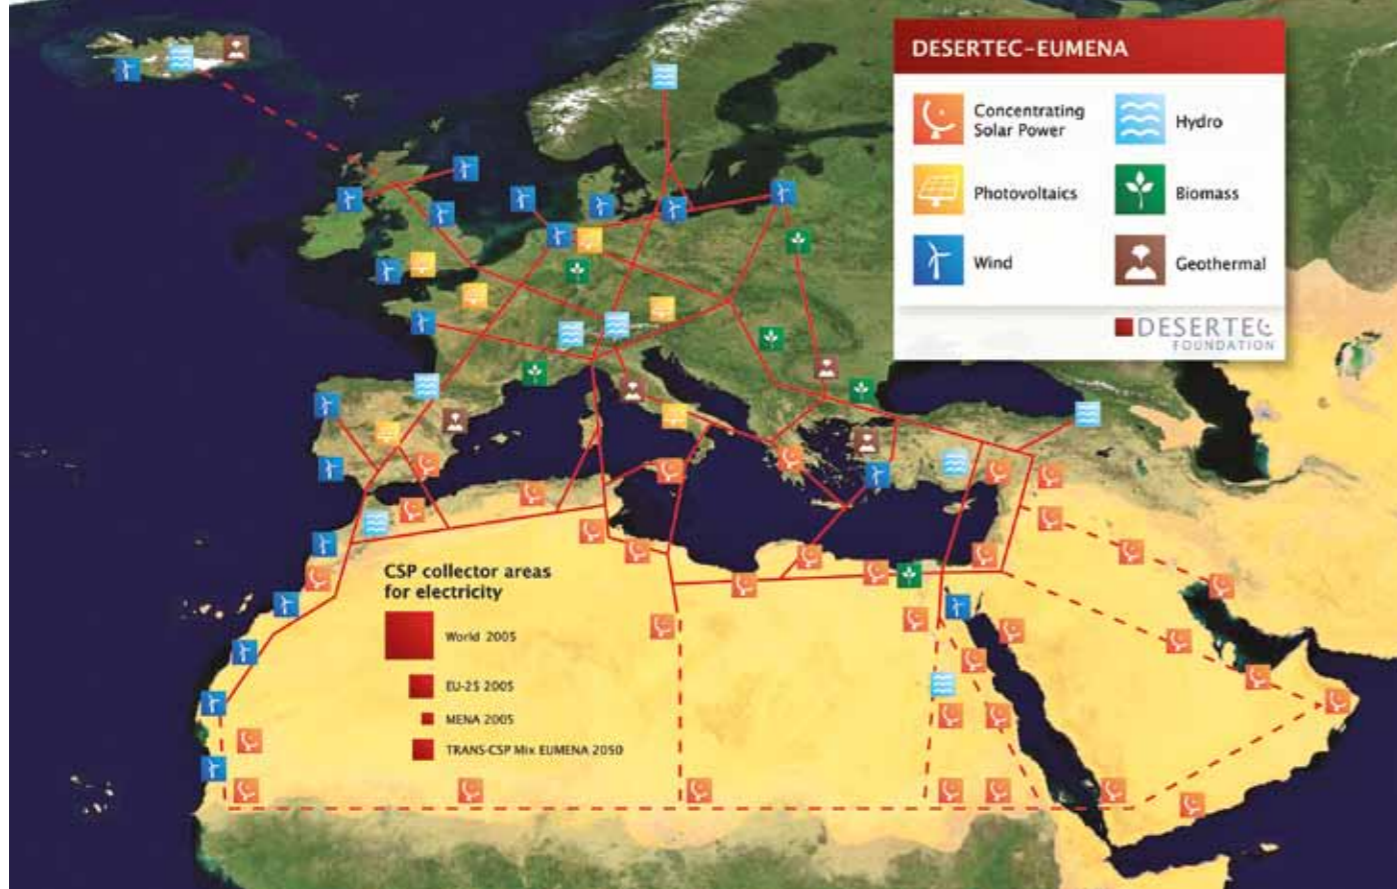 DESERTEC-EUMENA
Concentrating
Solar Power
Hydro
Photovoltaics
Biomass
Wind
Geothermal
DESERTEC
FOUNDATION
CSP collector areas
for electricity
World 2005
EU-25 2005
MENA 2005
TRANS-CSP Mix EUMENA 2050